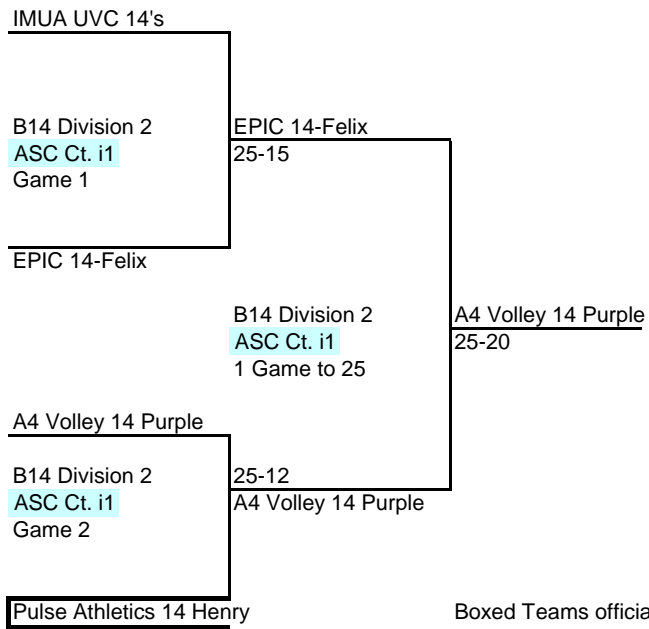 IMUA UVC 14's
B14 Division 2
ASC Ct. i1
Game 1
EPIC 14-Felix
25-15
EPIC 14-Felix
B14 Division 2
ASC Ct. i1
1 Game to 25
A4 Volley 14 Purple
25-20
A4 Volley 14 Purple
B14 Division 2
ASC Ct. i1
Game 2
25-12
A4 Volley 14 Purple
Pulse Athletics 14 Henry
Boxed Teams officia